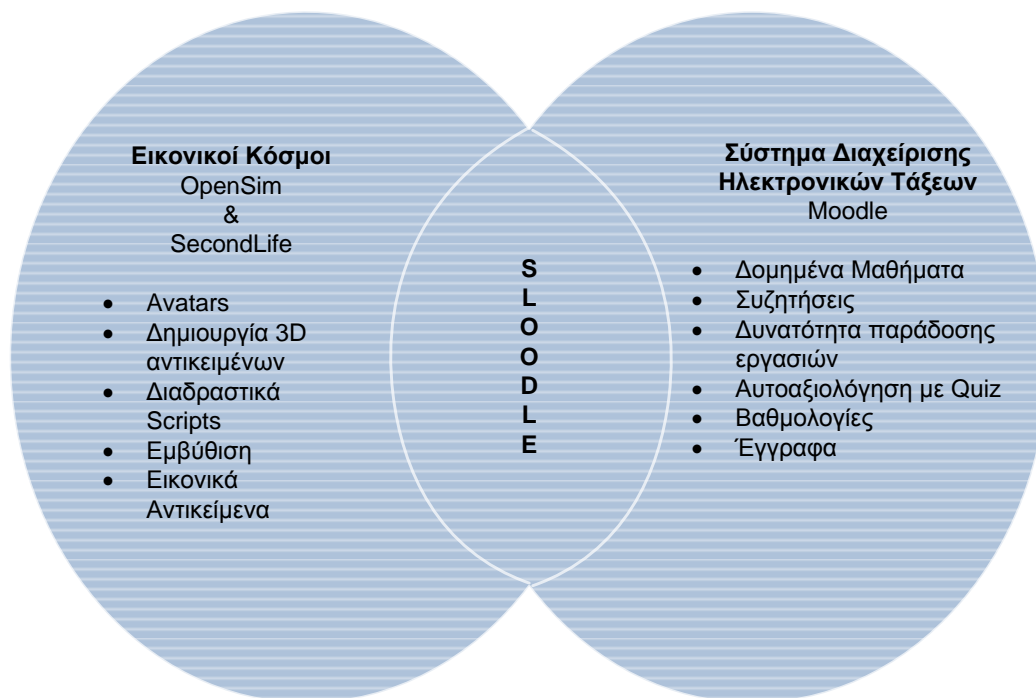 Εικονικοί Κόσμοι
OpenSim
&
SecondLife
• Avatars
• Δημιουργία 3D
αντικειμένων
• Διαδραστικά
Scripts
• Εμβύθιση
• Εικονικά
Αντικείμενα
S
L
O
O
D
L
E
Σύστημα Διαχείρισης
Ηλεκτρονικών Τάξεων
Moodle
• Δομημένα Μαθήματα
• Συζητήσεις
• Δυνατότητα παράδοσης
εργασιών
• Αυτοαξιολόγηση με Quiz
• Βαθμολογίες
• Έγγραφα